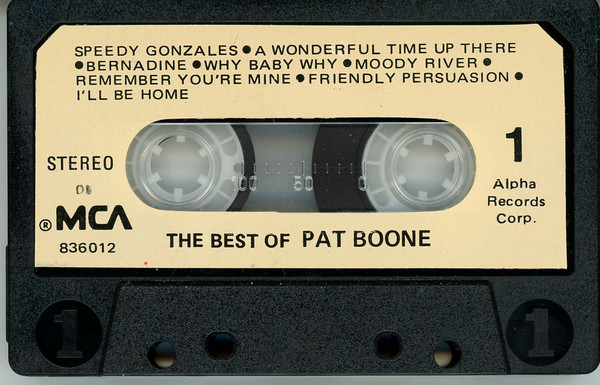 SPEEDY GONZALES●A WONDERFUL TIME UP THERE
●BERNADINE ●WHY BABY WHY ●MOODY RIVER●
REMEMBER YOU'RE MINE ●FRIENDLY PERSUASION ●
I'LL BE HOME
STEREO
1
100 50 0
Alpha
Records
Corp.
®MCA
836012
THE BEST OF PAT BOONE
1
1